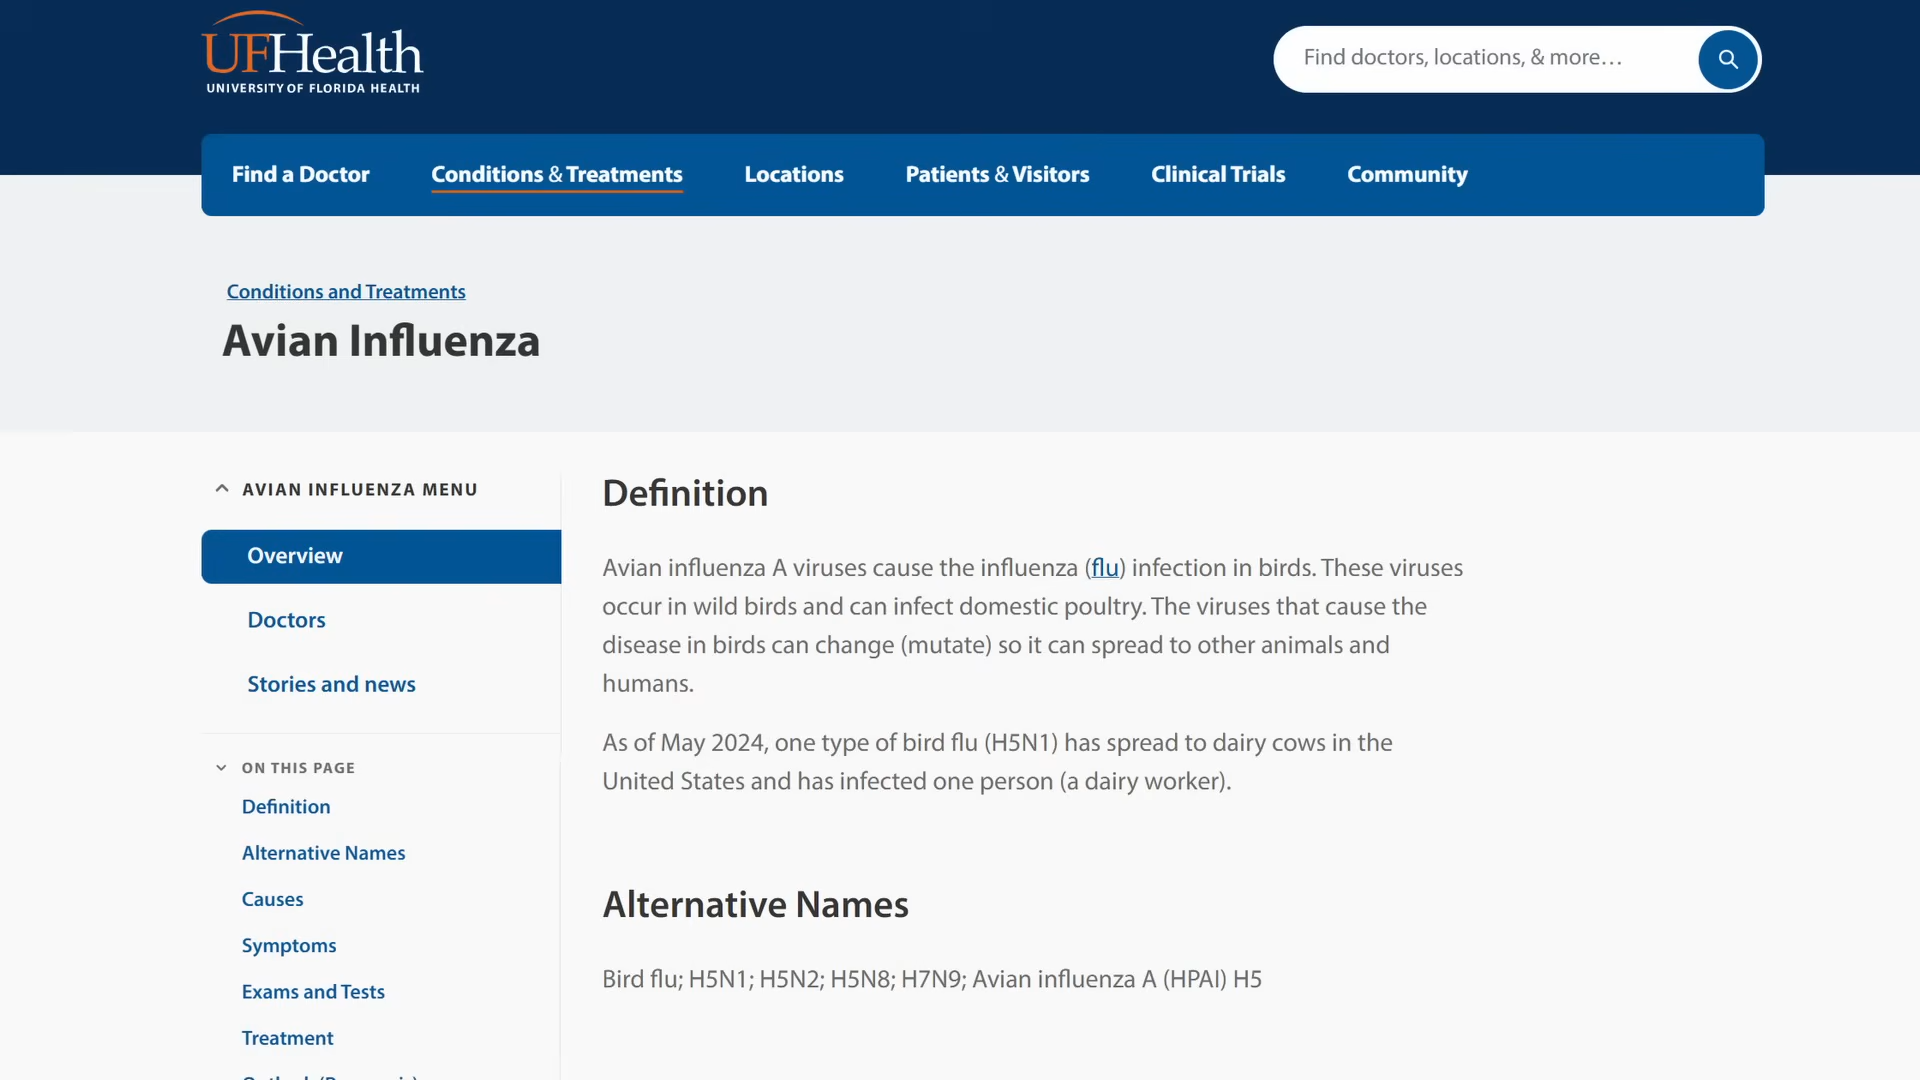 UFHealth
UNIVERSITY OF FLORIDA HEALTH
Find doctors, locations, & more...
Find a Doctor
Conditions & Treatments
Locations
Patients & Visitors
Clinical Trials
Community
Conditions and Treatments
Avian Influenza
AVIAN INFLUENZA MENU
Overview
Doctors
Stories and news
ON THIS PAGE
Definition
Alternative Names
Causes
Symptoms
Exams and Tests
Treatment
Definition
Avian influenza A viruses cause the influenza (flu) infection in birds. These viruses
occur in wild birds and can infect domestic poultry. The viruses that cause the
disease in birds can change (mutate) so it can spread to other animals and
humans.
As of May 2024, one type of bird flu (H5N1) has spread to dairy cows in the
United States and has infected one person (a dairy worker).
Alternative Names
Bird flu; H5N1; H5N2; H5N8; H7N9; Avian influenza A (HPAI) H5